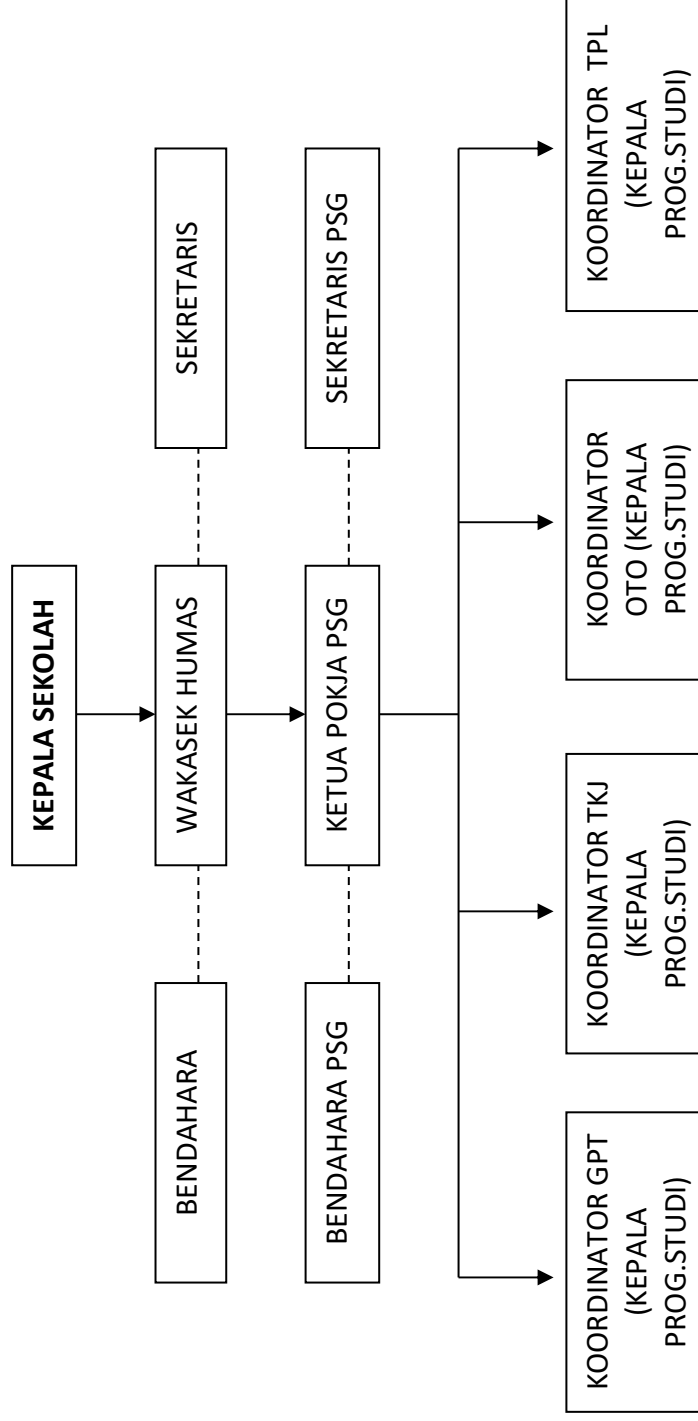 KEPALA SEKOLAH
BENDAHARA
WAKASEK HUMAS
SEKRETARIS
BENDAHARA PSG
KETUA POKJA PSG
SEKRETARIS PSG
KOORDINATOR GPT
(KEPALA
PROG.STUDI)
KOORDINATOR TKJ
(KEPALA
PROG.STUDI)
KOORDINATOR
OTO (KEPALA
PROG.STUDI)
KOORDINATOR TPL
(KEPALA
PROG.STUDI)